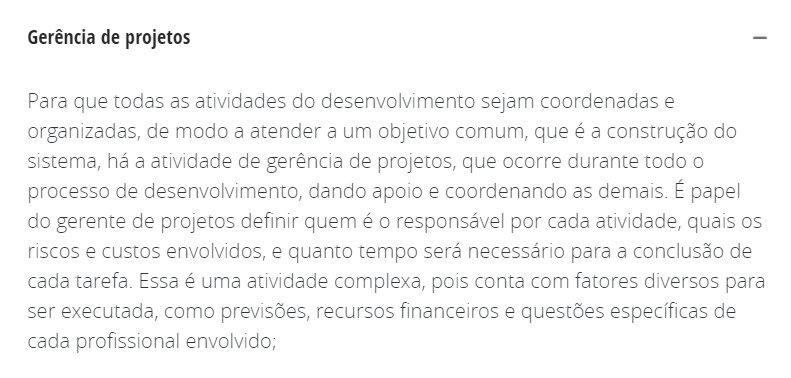 Gerência de projetos
Para que todas as atividades do desenvolvimento sejam coordenadas e
organizadas, de modo a atender a um objetivo comum, que é a construção do
sistema, há a atividade de gerência de projetos, que ocorre durante todo o
processo de desenvolvimento, dando apoio e coordenando as demais. É papel
do gerente de projetos definir quem é o responsável por cada atividade, quais os
riscos e custos envolvidos, e quanto tempo será necessário para a conclusão de
cada tarefa. Essa é uma atividade complexa, pois conta com fatores diversos para
ser executada, como previsões, recursos financeiros e questões específicas de
cada profissional envolvido;